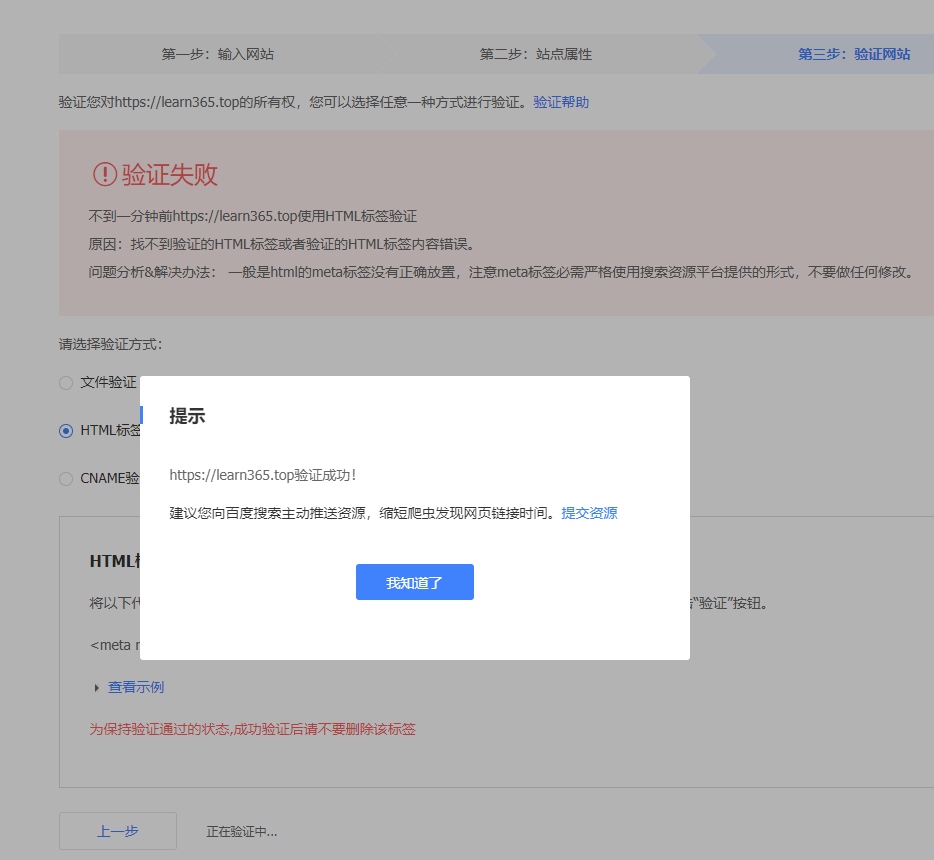 第一步：输入网站
第二步：站点属性
第三步：验证网站
验证您对https://learn365.top的所有权，您可以选择任意一种方式进行验证。验证帮助
验证失败
不到一分钟前https://learn365.top使用HTML标签验证
原因：找不到验证的HTML标签或者验证的HTML标签内容错误。
问题分析&解决办法： 一般是html的meta标签没有正确放置，注意meta标签必需严格使用搜索资源平台提供的形式，不要做任何修改。
请选择验证方式：
文件验证
HTML标签
CNAME验
提示
https://learn365.top验证成功！
建议您向百度搜索主动推送资源，缩短爬虫发现网页链接时间。提交资源
我知道了
HTML
将以下代
“验证”按钮。
<meta
查看示例
为保持验证通过的状态,成功验证后请不要删除该标签
上一步
正在验证中...